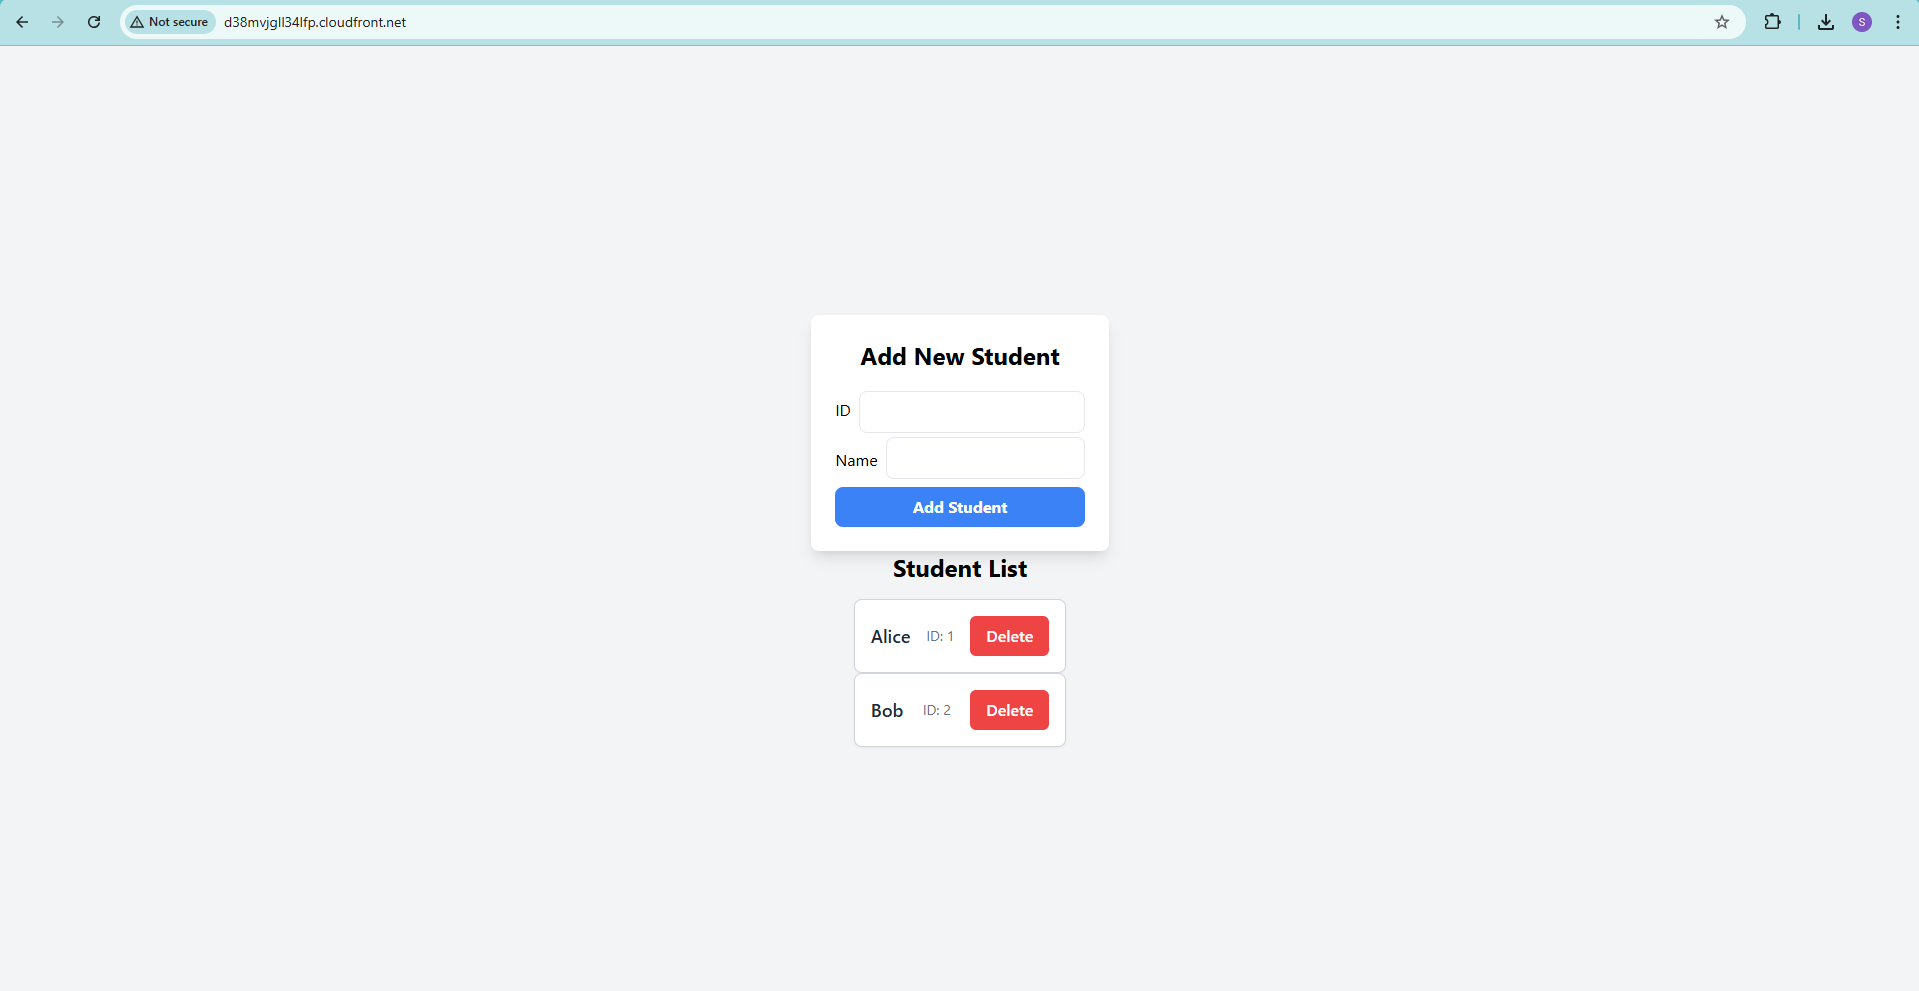 Not secure d38mvjgll34lfp.cloudfront.net S
Add New Student
ID
Name
Add Student
Student List
Alice ID: 1 Delete
Bob ID: 2 Delete